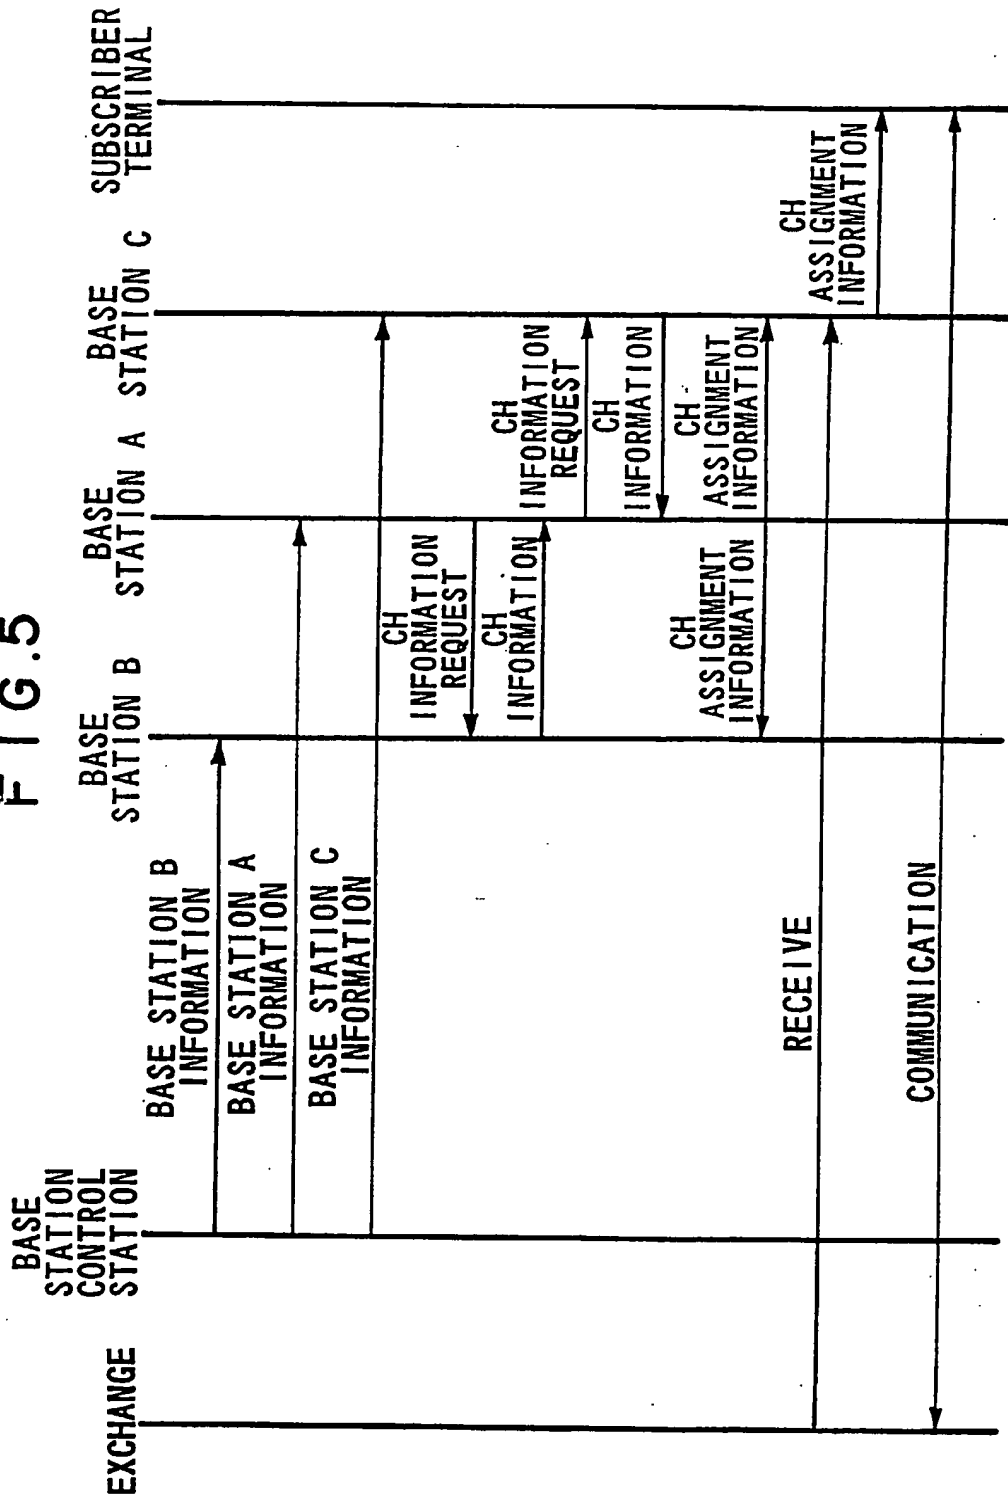 FIG.5
EXCHANGE
BASE
STATION
CONTROL
STATION
BASE
STATION B
BASE
STATION A
BASE
STATION C
SUBSCRIBER
TERMINAL
BASE STATION B
INFORMATION
BASE STATION A
INFORMATION
BASE STATION C
INFORMATION
CH
INFORMATION
REQUEST
CH
INFORMATION
CH
INFORMATION
REQUEST
CH
INFORMATION
CH
ASSIGNMENT
INFORMATION
CH
ASSIGNMENT
INFORMATION
RECEIVE
CH
ASSIGNMENT
INFORMATION
COMMUNICATION